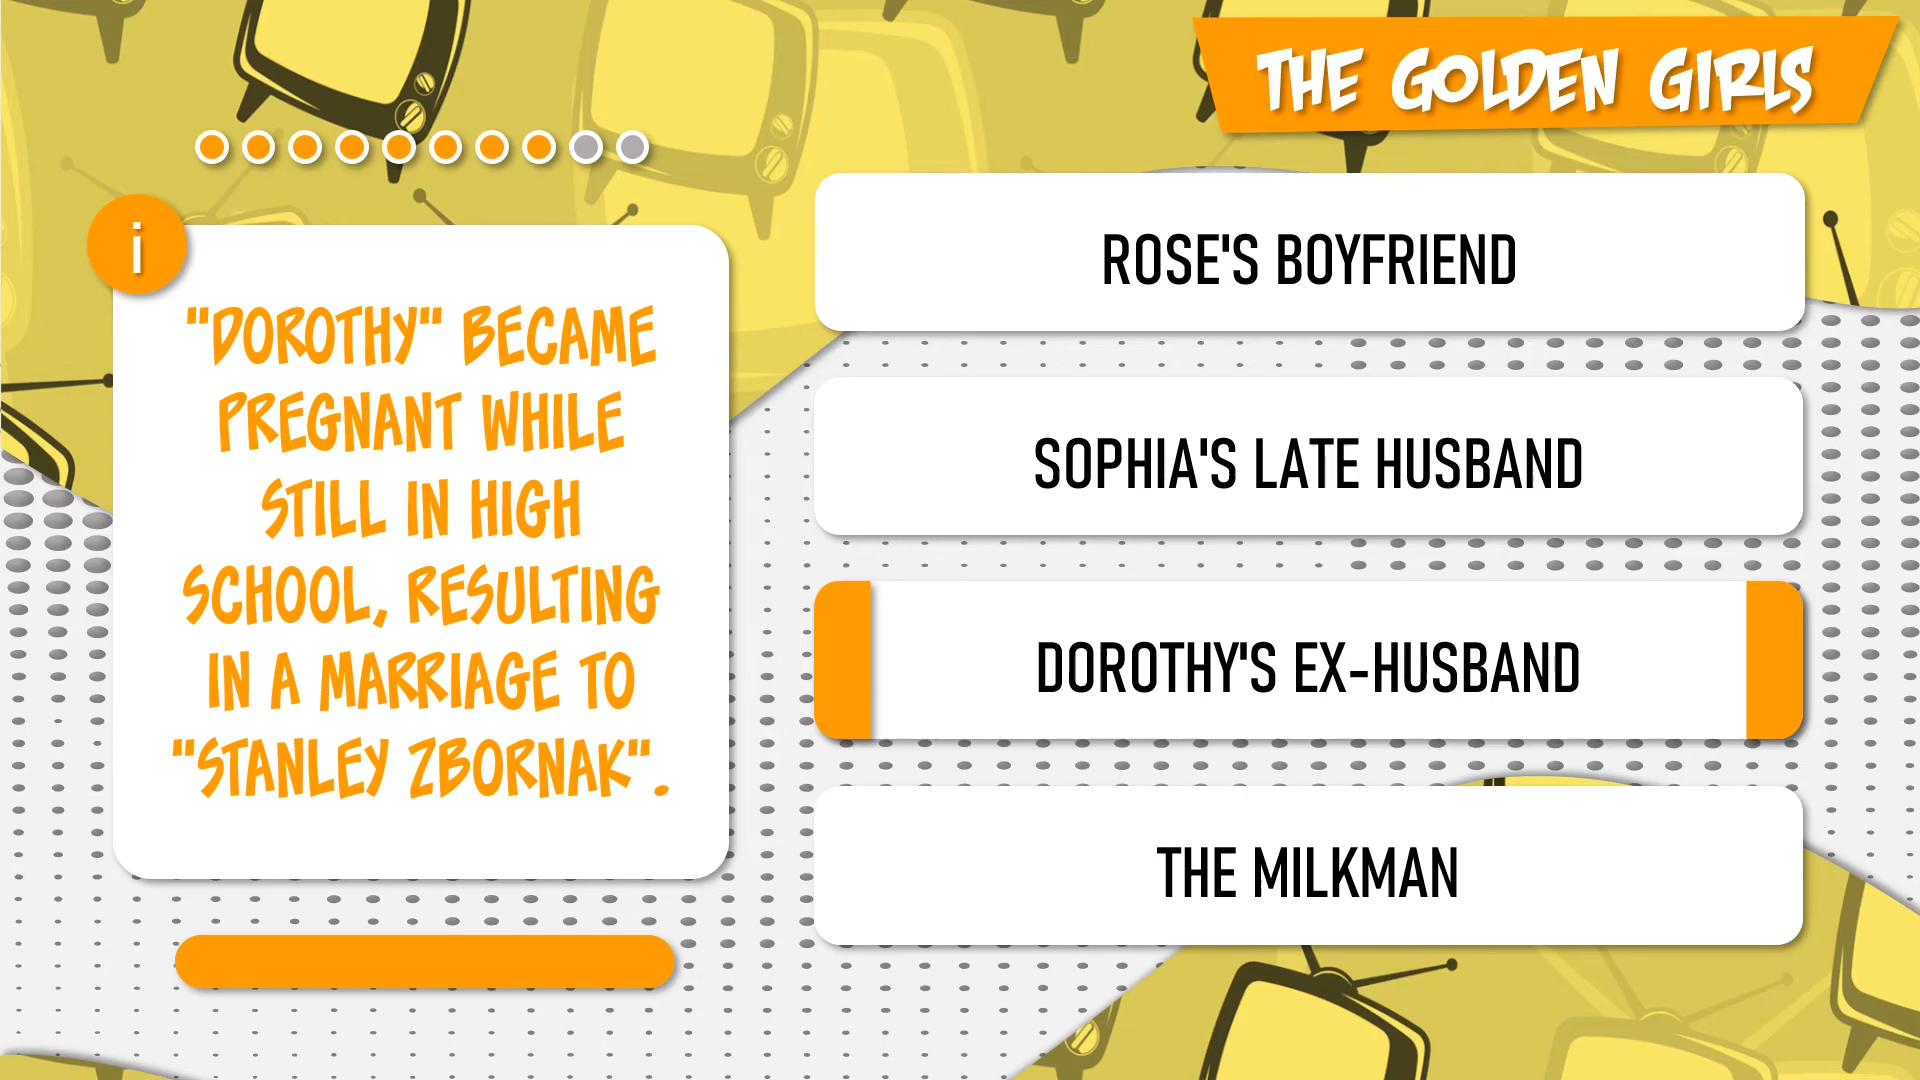 THE GOLDEN GIRLS
i
"DOROTHY" BECAME
PREGNANT WHILE
STILL IN HIGH
SCHOOL, RESULTING
IN A MARRIAGE TO
"STANLEY ZBORNAK".
ROSE'S BOYFRIEND
SOPHIA'S LATE HUSBAND
DOROTHY'S EX-HUSBAND
THE MILKMAN